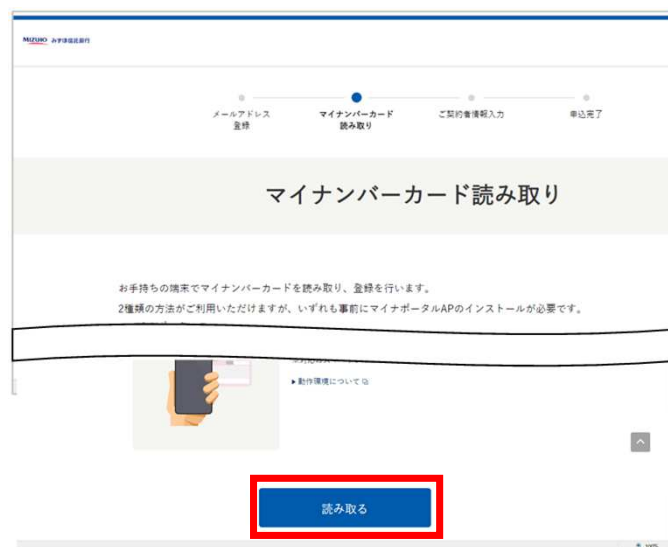 MIZUHO みずほ信託銀行
メールアドレス
登録
マイナンバーカード
読み取り
ご契約者情報入力
申込完了
マイナンバーカード読み取り
お手持ちの端末でマイナンバーカードを読み取り、登録を行います。
2種類の方法がご利用いただけますが、いずれも事前にマイナポータルAPのインストールが必要です。
▶動作環境について
読み取る